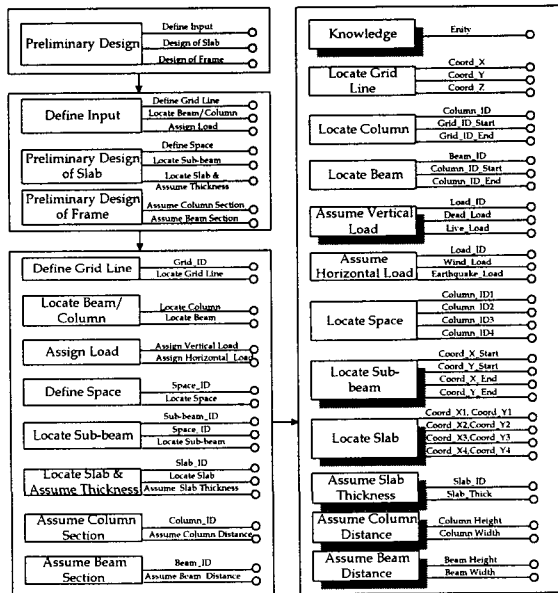 Preliminary Design
Define Input
Design of Slab
Design of Frame
Define Input
Define Grid Line
Locate Beam/Column
Assign Load
Preliminary Design
of Slab
Define Space
Locate Sub-beam
Locate Slab &
Assume Thickness
Preliminary Design
of Frame
Assume Column Section
Assume Beam Section
Define Grid Line
Grid_ID
Locate Grid Line
Locate Beam/
Column
Locate Column
Locate Beam
Assign Load
Assign Vertical Load
Assign Horizontal_Load
Define Space
Space_ID
Locate Space
Locate Sub-beam
Sub-beam_ID
Space_ID
Locate Sub-beam
Locate Slab &
Assume Thickness
Slab_ID
Locate Slab
Assume Slab Thickness
Assume Column
Section
Column_ID
Assume Column Distance
Assume Beam
Section
Beam_ID
Assume Beam_Distance
Knowledge
Enity
Locate Grid
Line
Coord_X
Coord_Y
Coord_Z
Locate Column
Column_ID
Grid_ID_Start
Grid_ID_End
Locate Beam
Beam_ID
Column_ID_Start
Column_ID_End
Assume Vertical
Load
Load_ID
Dead_Load
Live_Load
Assume
Horizontal Load
Load_ID
Wind_Load
Earthquake_Load
Locate Space
Column_ID1
Column_ID2
Column_ID3
Column_ID4
Locate Sub-
beam
Coord_X_Start
Coord_Y_Start
Coord_X_End
Coord_Y_End
Locate Slab
Coord_X1, Coord_Y1
Coord_X2,Coord_Y2
Coord_X3,Coord_Y3
Coord_X4,Coord_Y4
Assume Slab
Thickness
Slab_ID
Slab_Thick
Assume Column
Distance
Column Height
Column Width
Assume Beam
Distance
Beam Height
Beam Width